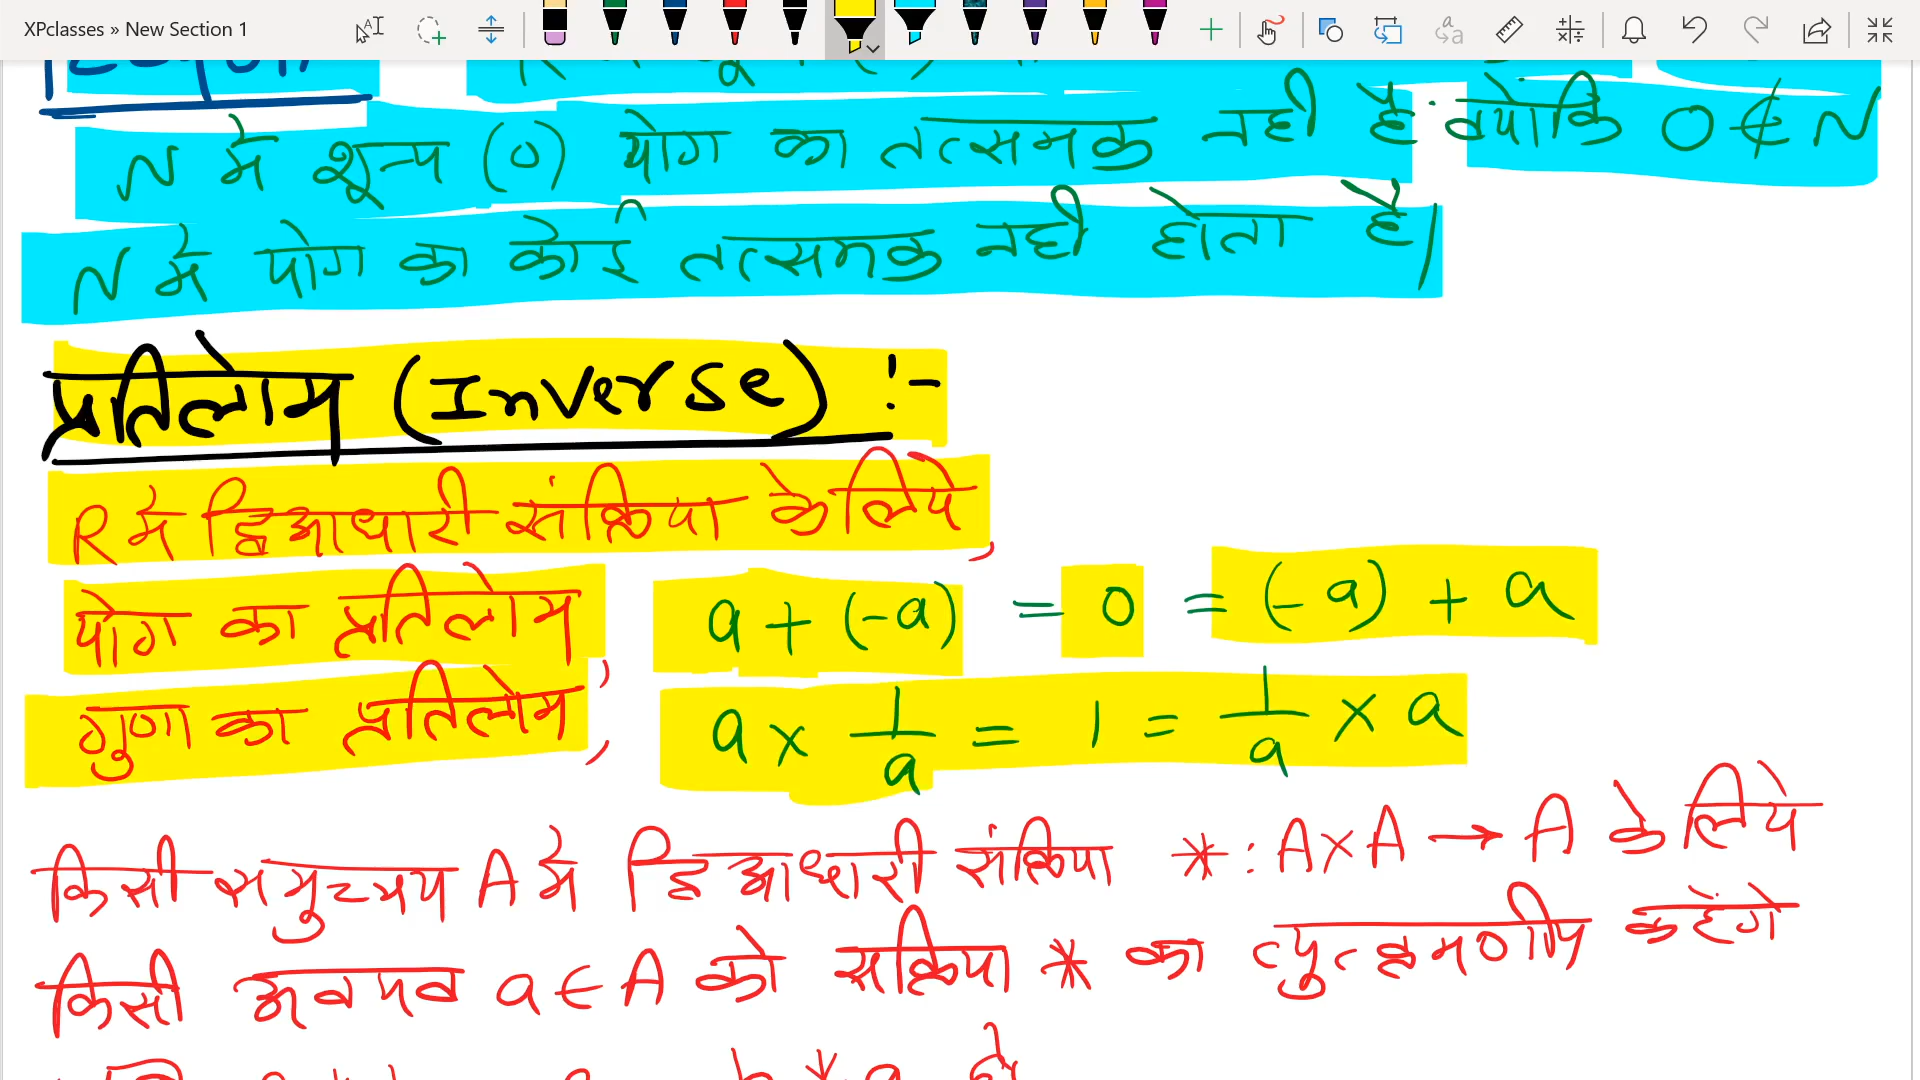 XPclasses » New Section 1
N में शून्य (0) योग का तत्समक नही है. क्योंकि 0 ∉ N
N में योग का कोई तत्समक नही होता है|
प्रतिलोम (Inverse) :-
R में द्विआधारी संक्रिया के लिये,
योग का प्रतिलोम; a + (-a) = 0 = (-a) + a
गुणा का प्रतिलोम; a × 1/a = 1 = 1/a × a
किसी समुच्चय A में द्विआधारी संक्रिया * : A×A → A के लिये
किसी अवयव a ∈ A को संक्रिया * का व्युत्क्रमणीय कहेंगे